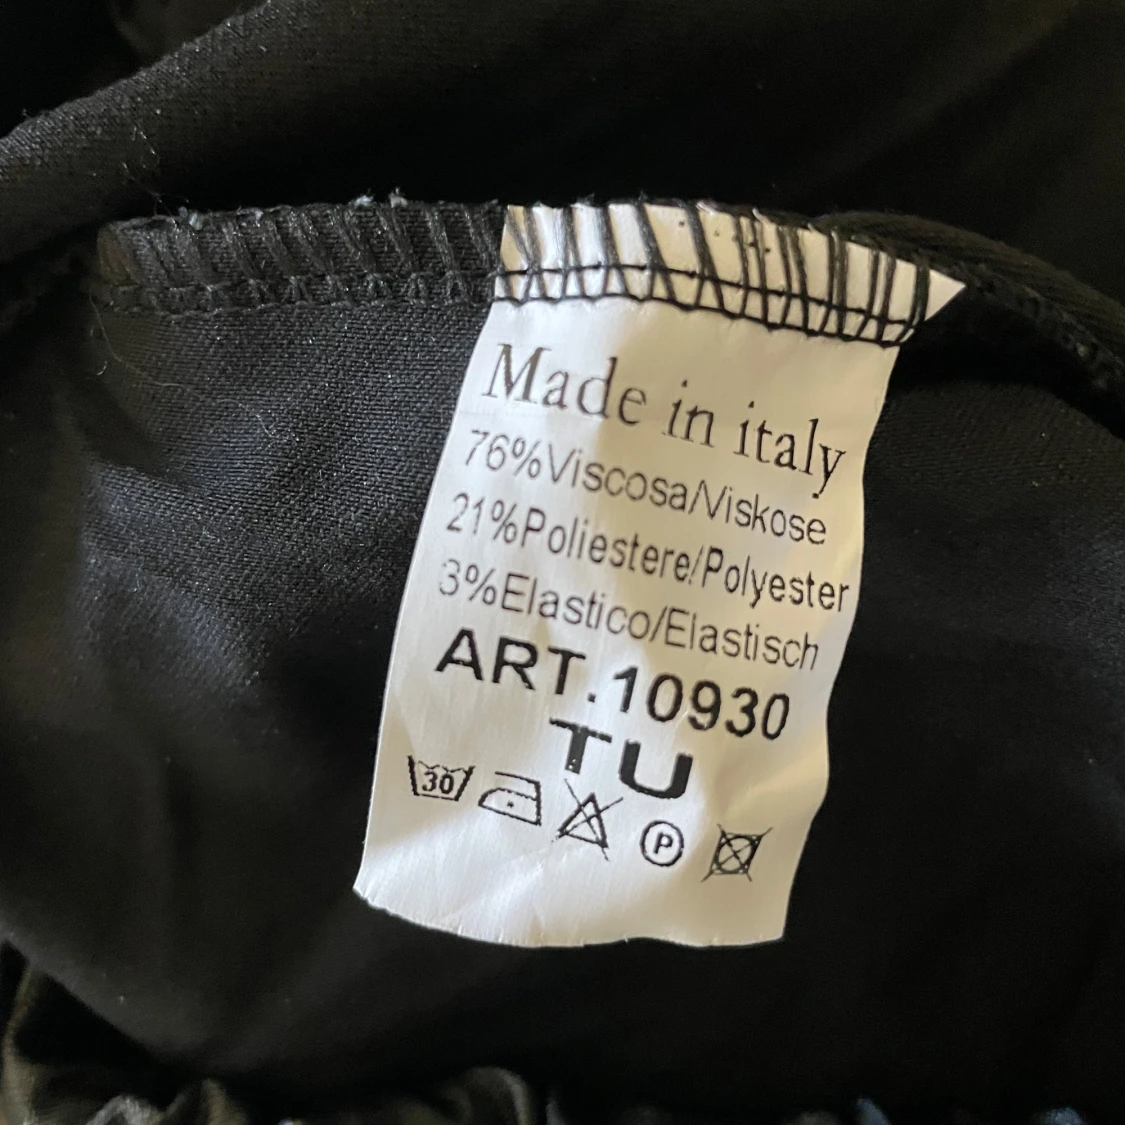 Made in italy
76%Viscosa/Viskose
21%Poliestere/Polyester
3%Elastico/Elastisch
ART.10930
TU
30 P